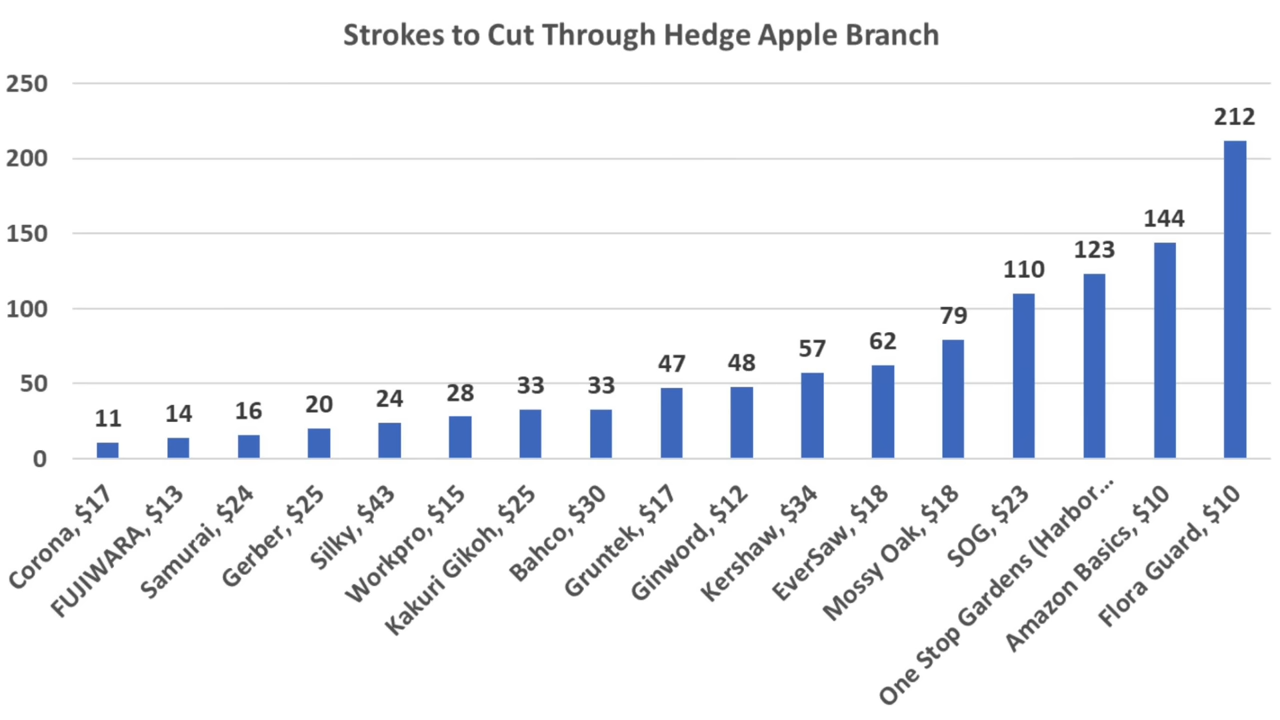 Strokes to Cut Through Hedge Apple Branch
250
200
150
100
50
0
11
14
16
20
24
28
33
33
47
48
57
62
79
110
123
144
212
Corona, $17
FUJIWARA, $13
Samurai, $24
Gerber, $25
Silky, $43
Workpro, $15
Kakuri Gikoh, $25
Bahco, $30
Gruntek, $17
Ginword, $12
Kershaw, $34
EverSaw, $18
Mossy Oak, $18
SOG, $23
One Stop Gardens (Harbor...
Amazon Basics, $10
Flora Guard, $10